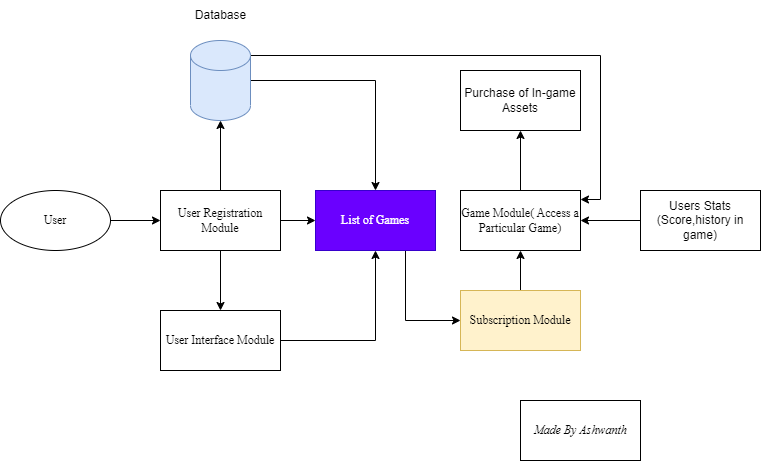 Database
Purchase of In-game
Assets
User
User Registration
Module
List of Games
Game Module( Access a
Particular Game)
Users Stats
(Score,history in
game)
User Interface Module
Subscription Module
Made By Ashwanth